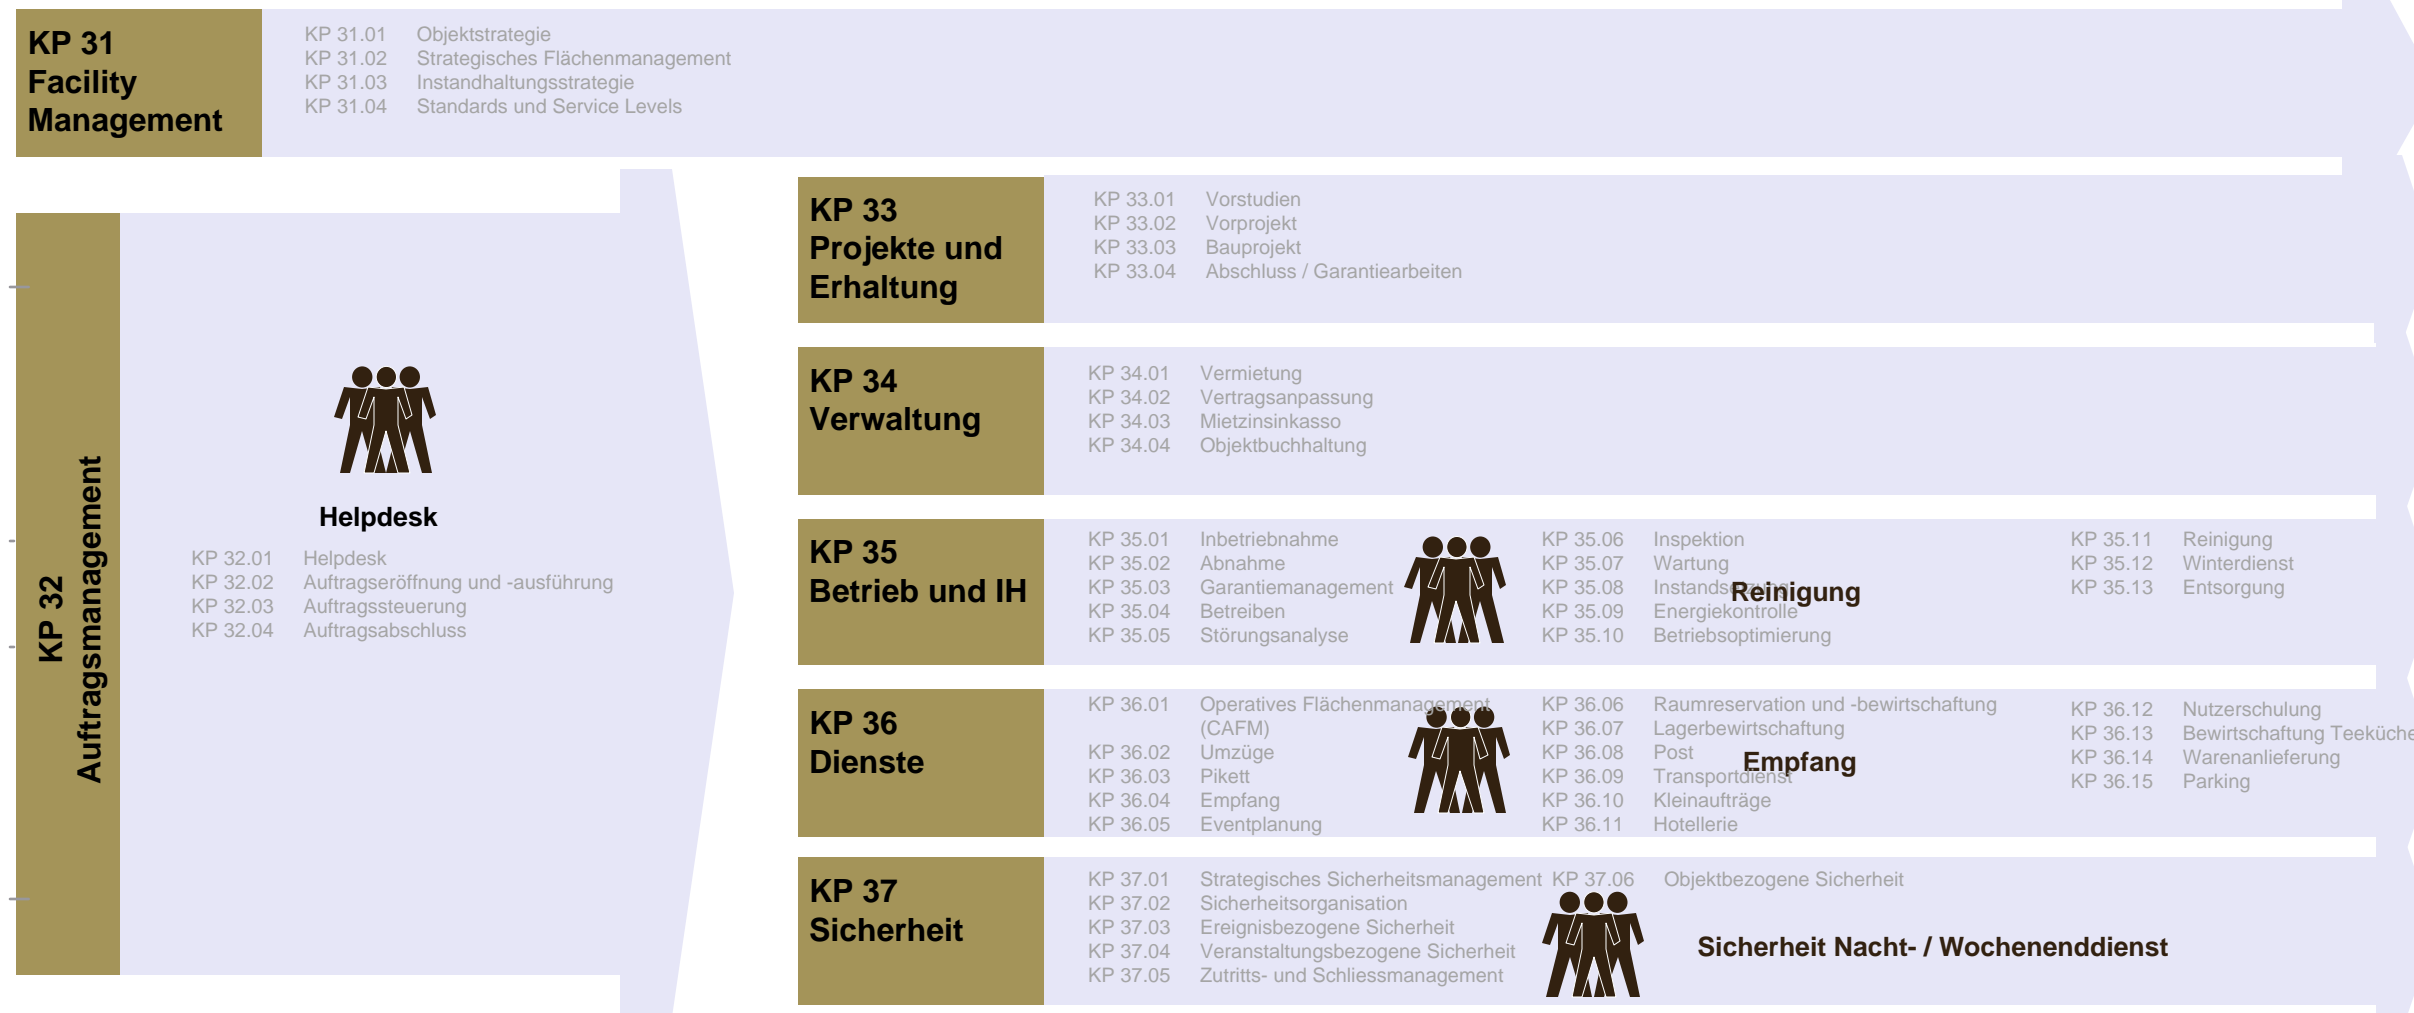 KP 31
Facility
Management
KP 31.01 Objektstrategie
KP 31.02 Strategisches Flächenmanagement
KP 31.03 Instandhaltungsstrategie
KP 31.04 Standards und Service Levels
KP 32
Auftragsmanagement
Helpdesk
KP 32.01 Helpdesk
KP 32.02 Auftragseröffnung und -ausführung
KP 32.03 Auftragssteuerung
KP 32.04 Auftragsabschluss
KP 33
Projekte und
Erhaltung
KP 33.01 Vorstudien
KP 33.02 Vorprojekt
KP 33.03 Bauprojekt
KP 33.04 Abschluss / Garantiearbeiten
KP 34
Verwaltung
KP 34.01 Vermietung
KP 34.02 Vertragsanpassung
KP 34.03 Mietzinsinkasso
KP 34.04 Objektbuchhaltung
KP 35
Betrieb und IH
KP 35.01 Inbetriebnahme
KP 35.02 Abnahme
KP 35.03 Garantiemanagement
KP 35.04 Betreiben
KP 35.05 Störungsanalyse
KP 35.06 Inspektion
KP 35.07 Wartung
KP 35.08 Instandsetzung
KP 35.09 Energiekontrolle
KP 35.10 Betriebsoptimierung
Reinigung
KP 35.11 Reinigung
KP 35.12 Winterdienst
KP 35.13 Entsorgung
KP 36
Dienste
KP 36.01 Operatives Flächenmanagement
(CAFM)
KP 36.02 Umzüge
KP 36.03 Pikett
KP 36.04 Empfang
KP 36.05 Eventplanung
KP 36.06 Raumreservation und -bewirtschaftung
KP 36.07 Lagerbewirtschaftung
KP 36.08 Post
KP 36.09 Transportdienst
KP 36.10 Kleinaufträge
KP 36.11 Hotellerie
Empfang
KP 36.12 Nutzerschulung
KP 36.13 Bewirtschaftung Teeküche
KP 36.14 Warenanlieferung
KP 36.15 Parking
KP 37
Sicherheit
KP 37.01 Strategisches Sicherheitsmanagement
KP 37.02 Sicherheitsorganisation
KP 37.03 Ereignisbezogene Sicherheit
KP 37.04 Veranstaltungsbezogene Sicherheit
KP 37.05 Zutritts- und Schliessmanagement
KP 37.06 Objektbezogene Sicherheit
Sicherheit Nacht- / Wochenenddienst